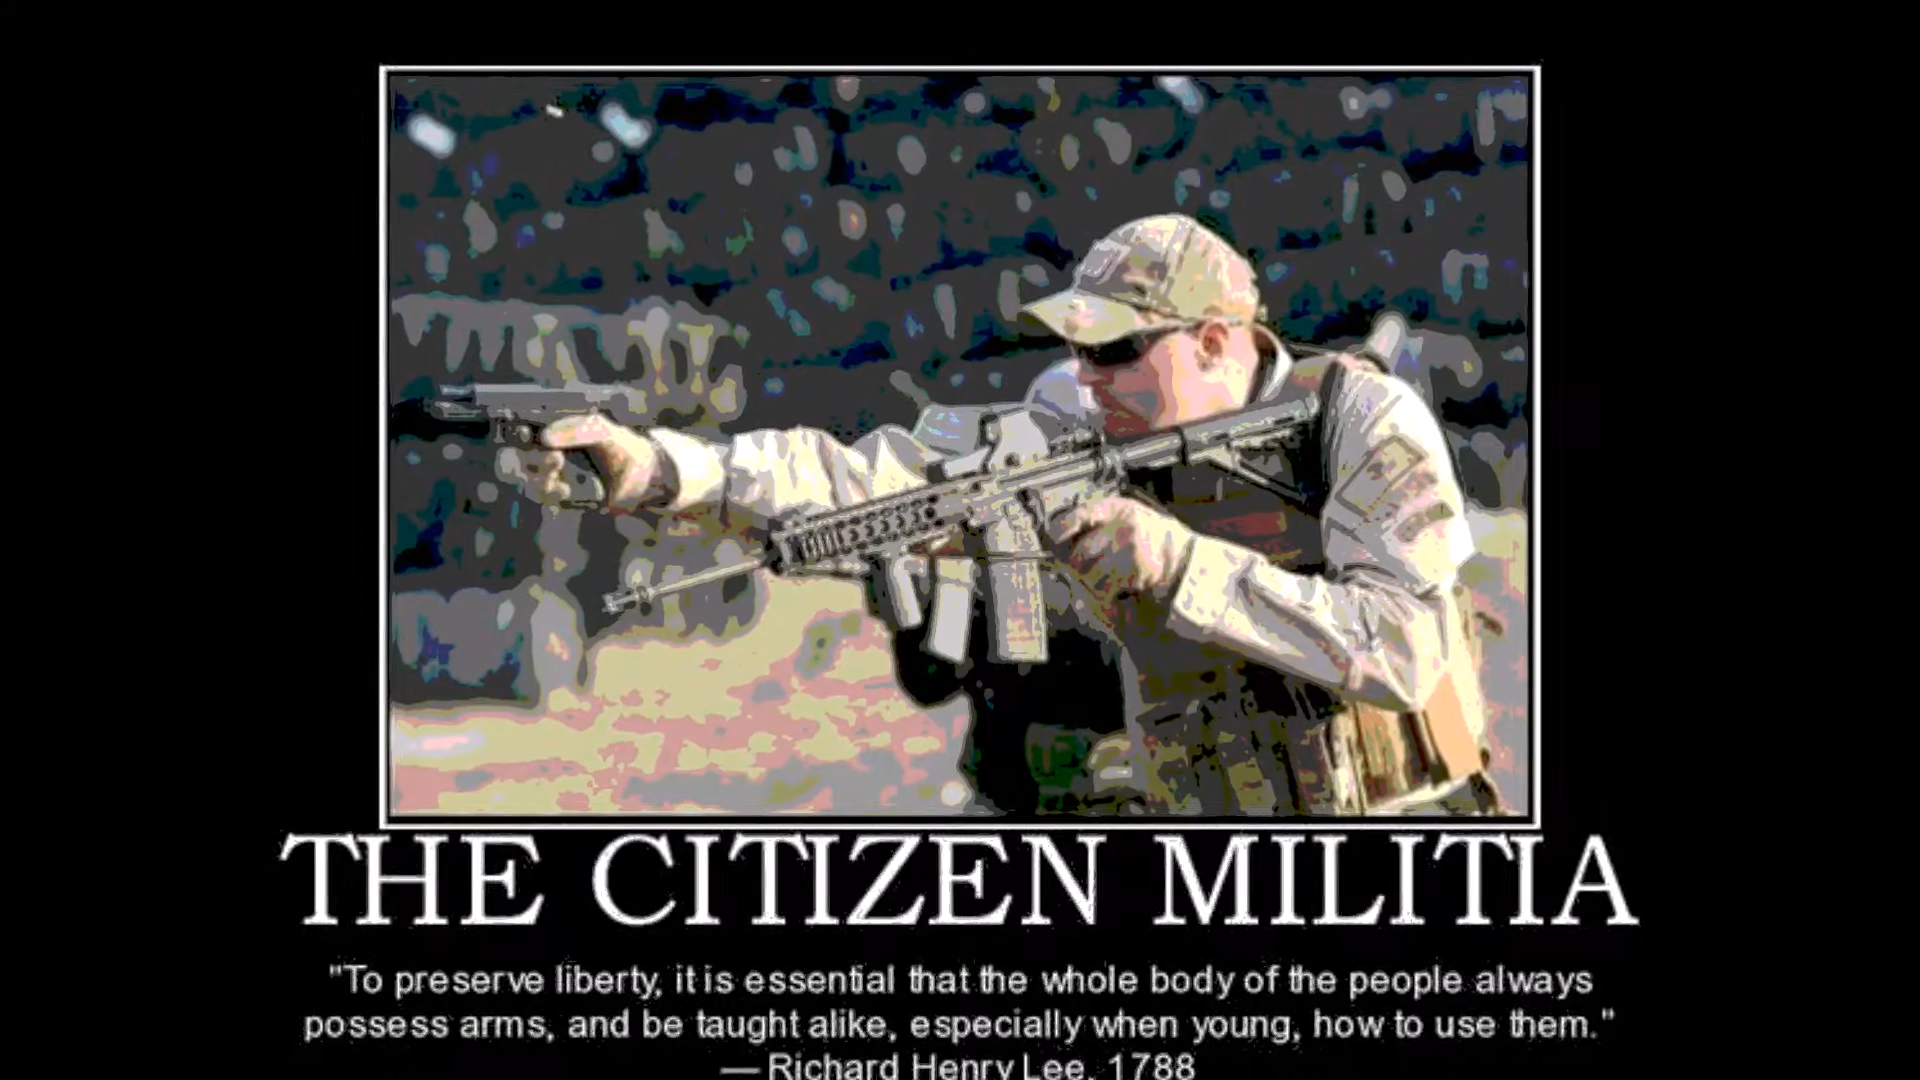 THE CITIZEN MILITIA
"To preserve liberty, it is essential that the whole body of the people always
possess arms, and be taught alike, especially when young, how to use them."
— Richard Henry Lee, 1788